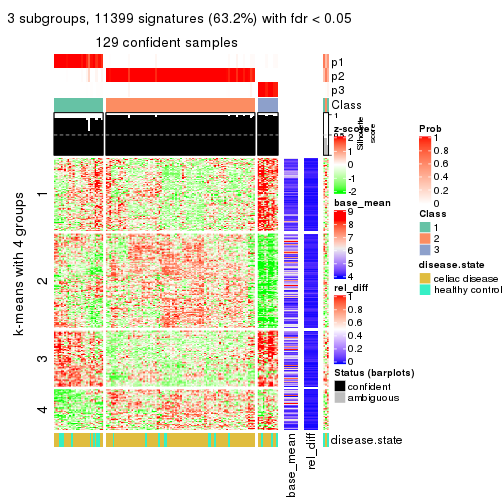 3 subgroups, 11399 signatures (63.2%) with fdr < 0.05
129 confident samples
p1
p2
p3
Class
1
Silhouette
score
k-means with 4 groups
1
2
3
4
base_mean
rel_diff
disease.state
z-score
2
1
0
-1
-2
base_mean
9
8
7
6
5
4
rel_diff
1
0.8
0.6
0.4
0.2
0
Status (barplots)
confident
ambiguous
Prob
1
0.8
0.6
0.4
0.2
0
Class
1
2
3
disease.state
celiac disease
healthy control